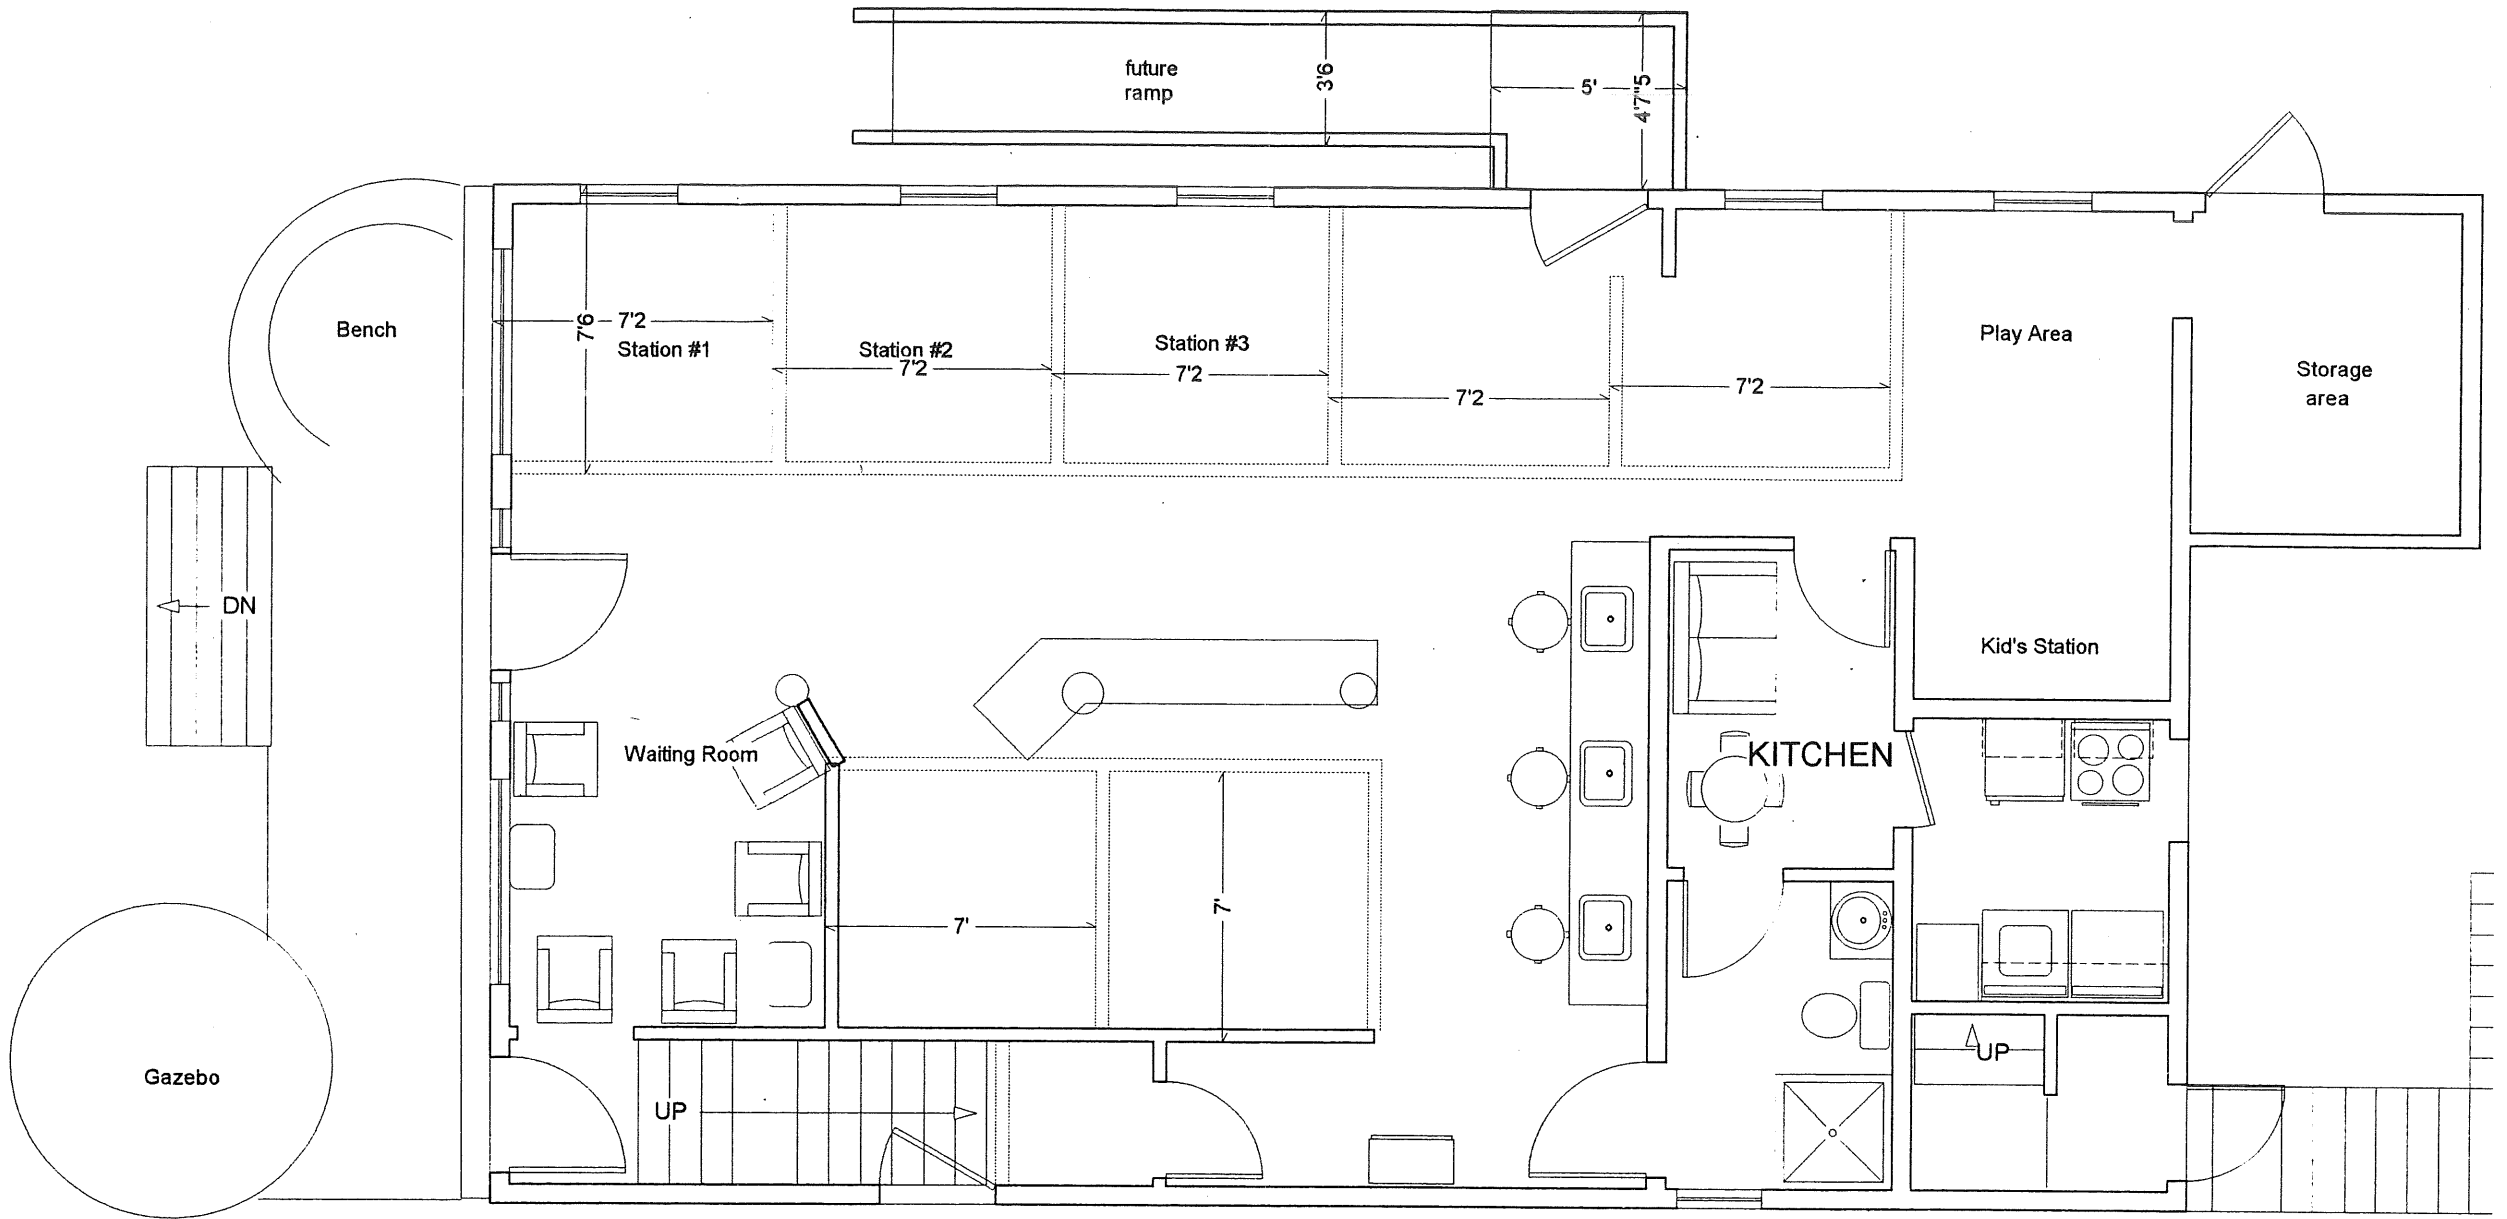 future
ramp
3'6
5'
4'7"5
Bench
7'6
7'2
Station #1
Station #2
7'2
Station #3
7'2
7'2
7'2
Play Area
Storage
area
DN
Kid's Station
Waiting Room
KITCHEN
7'
7'
UP
Gazebo
UP